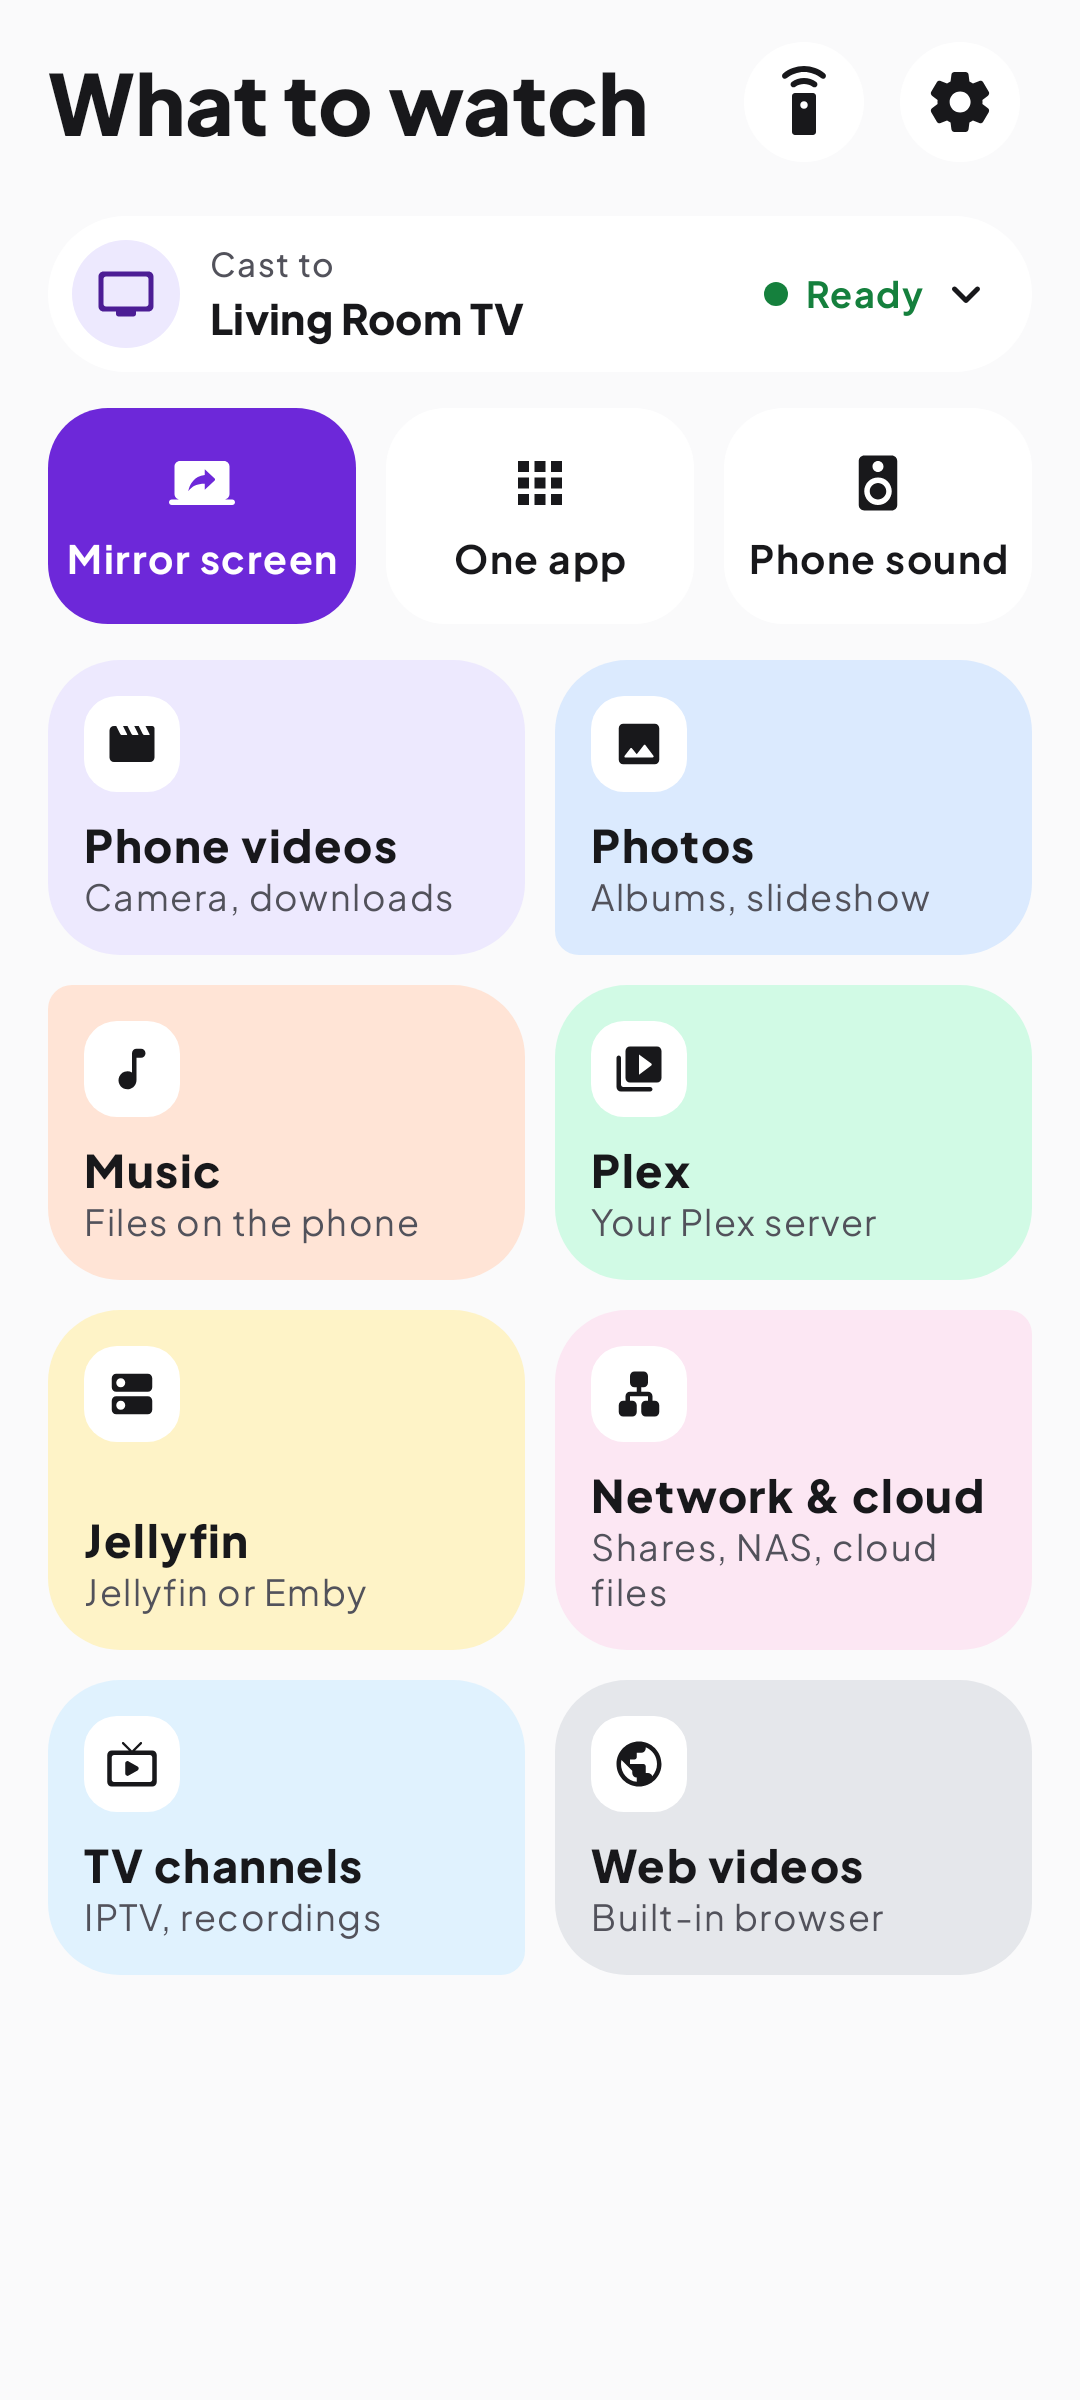 What to watch
Cast to
Living Room TV
Ready
Mirror screen
One app
Phone sound
Phone videos
Camera, downloads
Photos
Albums, slideshow
Music
Files on the phone
Plex
Your Plex server
Jellyfin
Jellyfin or Emby
Network & cloud
Shares, NAS, cloud
files
TV channels
IPTV, recordings
Web videos
Built-in browser